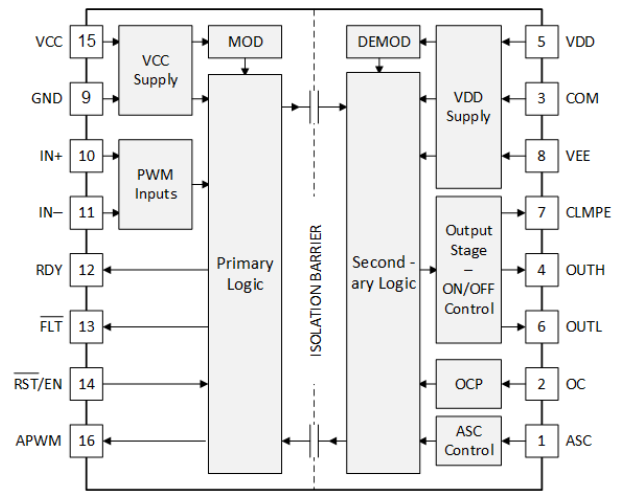 VCC 15
VCC
Supply
MOD
DEMOD
5 VDD
GND 9
VDD
Supply
3 COM
IN+ 10
PWM
Inputs
8 VEE
IN− 11
7 CLMPE
RDY 12
Primary
Logic
ISOLATION BARRIER
Second -
ary Logic
Output
Stage
–
ON/OFF
Control
4 OUTH
FLT 13
6 OUTL
RST/EN 14
OCP
2 OC
APWM 16
ASC
Control
1 ASC